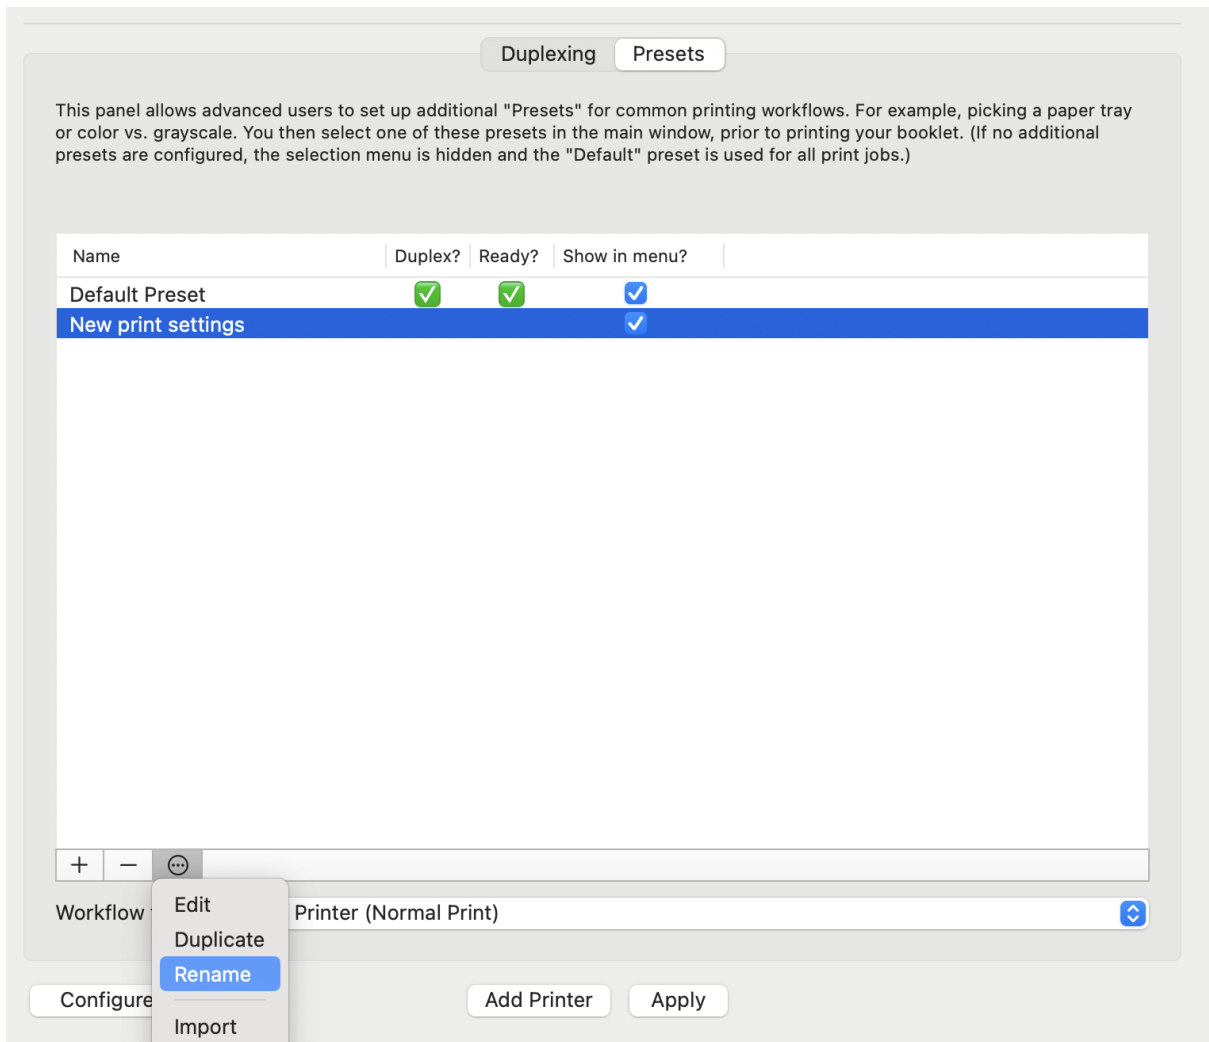 Duplexing Presets
This panel allows advanced users to set up additional "Presets" for common printing workflows. For example, picking a paper tray
or color vs. grayscale. You then select one of these presets in the main window, prior to printing your booklet. (If no additional
presets are configured, the selection menu is hidden and the "Default" preset is used for all print jobs.)
Name Duplex? Ready? Show in menu?
Default Preset
New print settings
Workflow Printer (Normal Print)
Edit
Duplicate
Rename
Import
Configure Add Printer Apply